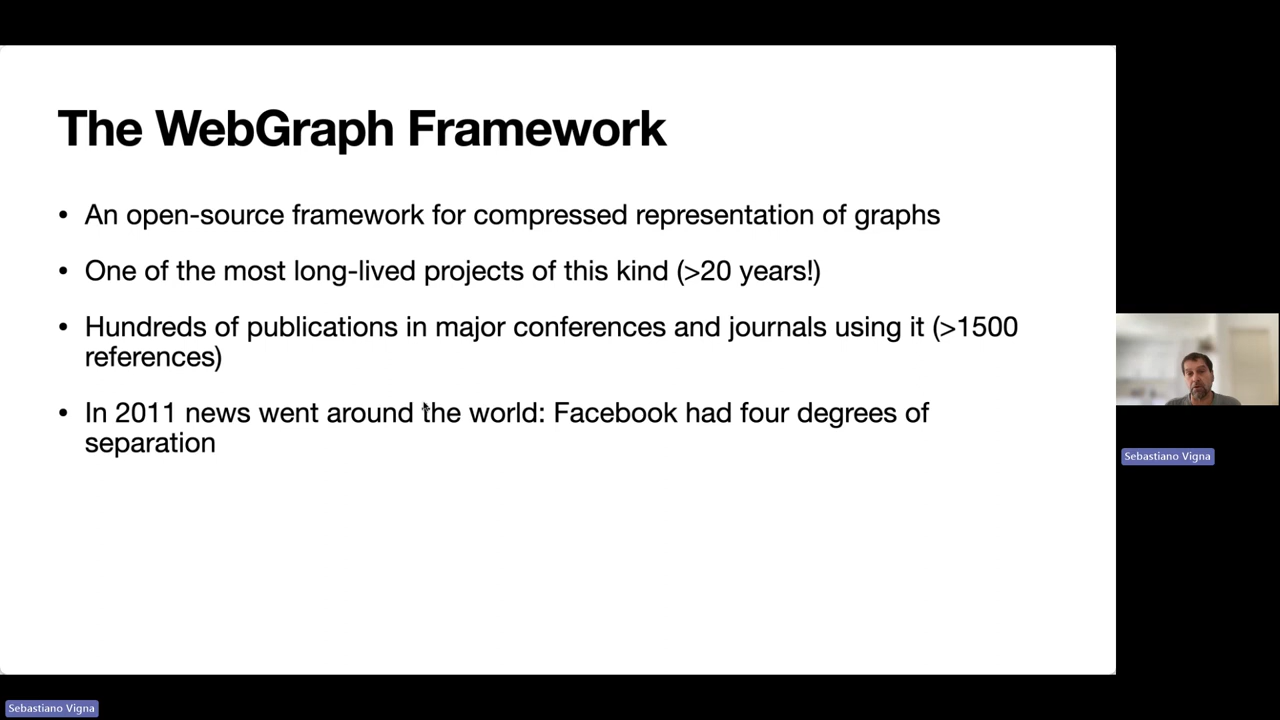 The WebGraph Framework
• An open-source framework for compressed representation of graphs
• One of the most long-lived projects of this kind (>20 years!)
• Hundreds of publications in major conferences and journals using it (>1500
references)
• In 2011 news went around the world: Facebook had four degrees of
separation
Sebastiano Vigna
Sebastiano Vigna